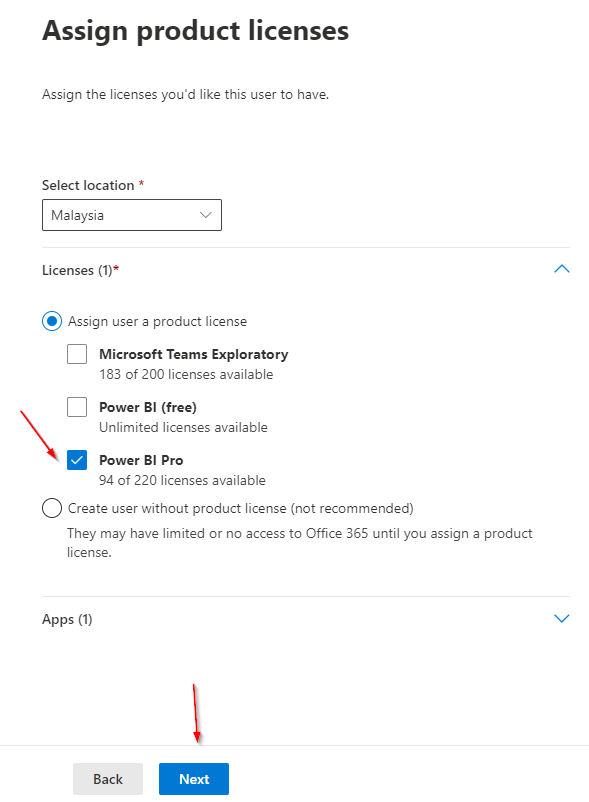 Assign product licenses
Assign the licenses you'd like this user to have.
Select location *
Malaysia
Licenses (1)*
Assign user a product license
Microsoft Teams Exploratory
183 of 200 licenses available
Power BI (free)
Unlimited licenses available
Power BI Pro
94 of 220 licenses available
Create user without product license (not recommended)
They may have limited or no access to Office 365 until you assign a product
license.
Apps (1)
Back
Next